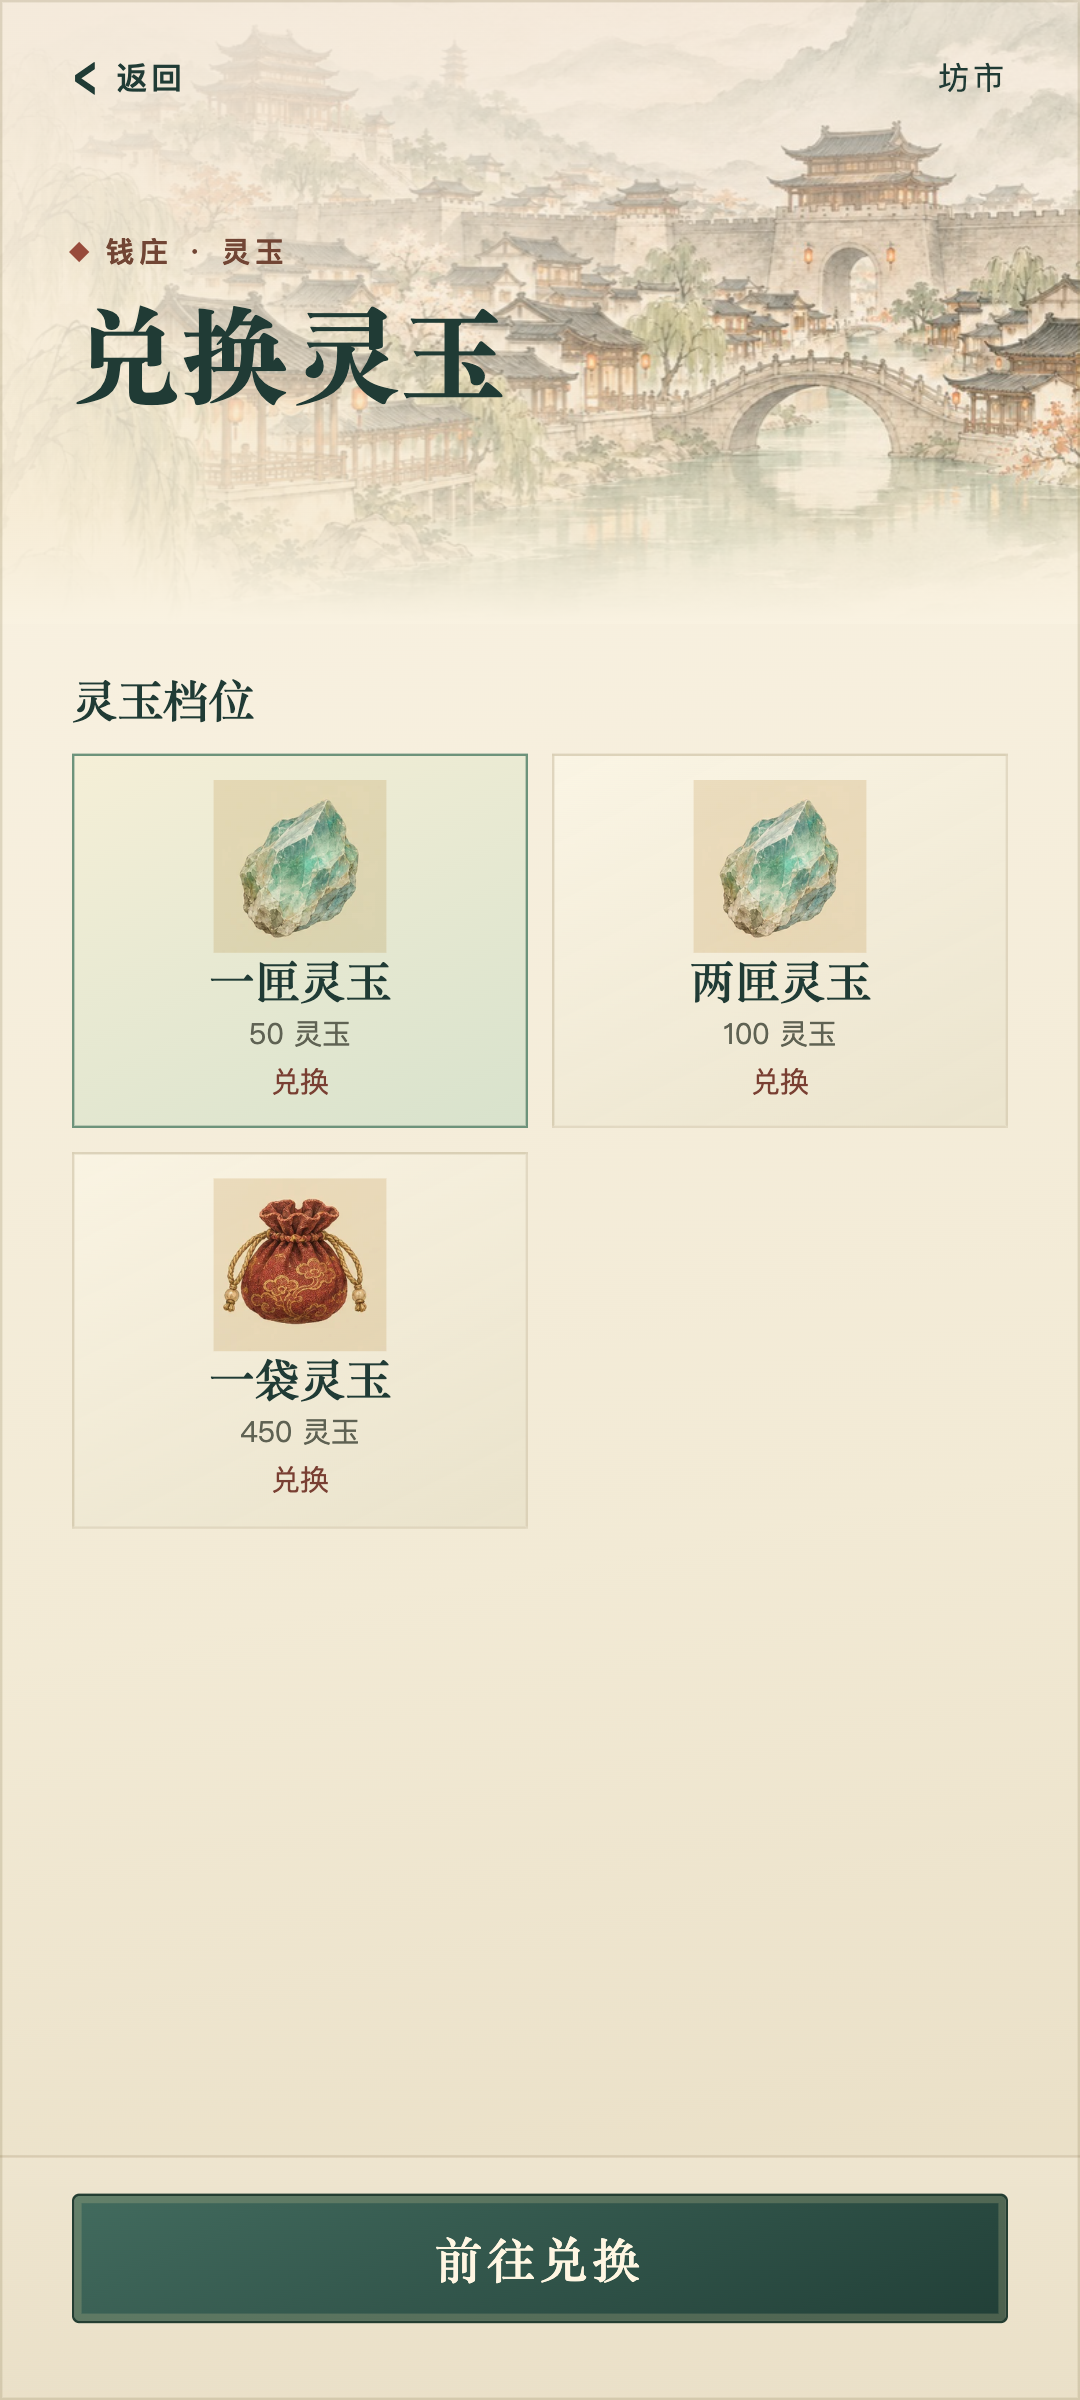 返回
坊市
钱庄 · 灵玉
兑换灵玉
灵玉档位
一匣灵玉
50 灵玉
兑换
两匣灵玉
100 灵玉
兑换
一袋灵玉
450 灵玉
兑换
前往兑换